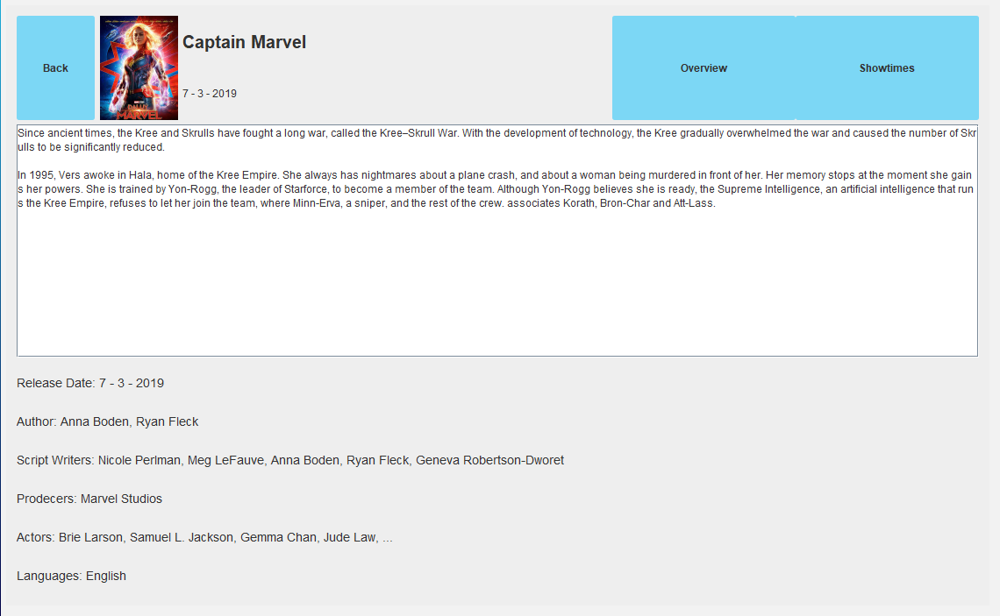 Back
Captain Marvel
7 - 3 - 2019
MARVEL
Overview
Showtimes
Since ancient times, the Kree and Skrulls have fought a long war, called the Kree–Skrull War. With the development of technology, the Kree gradually overwhelmed the war and caused the number of Skr
ulls to be significantly reduced.
In 1995, Vers awoke in Hala, home of the Kree Empire. She always has nightmares about a plane crash, and about a woman being murdered in front of her. Her memory stops at the moment she gain
s her powers. She is trained by Yon-Rogg, the leader of Starforce, to become a member of the team. Although Yon-Rogg believes she is ready, the Supreme Intelligence, an artificial intelligence that run
s the Kree Empire, refuses to let her join the team, where Minn-Erva, a sniper, and the rest of the crew. associates Korath, Bron-Char and Att-Lass.
Release Date: 7 - 3 - 2019
Author: Anna Boden, Ryan Fleck
Script Writers: Nicole Perlman, Meg LeFauve, Anna Boden, Ryan Fleck, Geneva Robertson-Dworet
Prodecers: Marvel Studios
Actors: Brie Larson, Samuel L. Jackson, Gemma Chan, Jude Law, ...
Languages: English